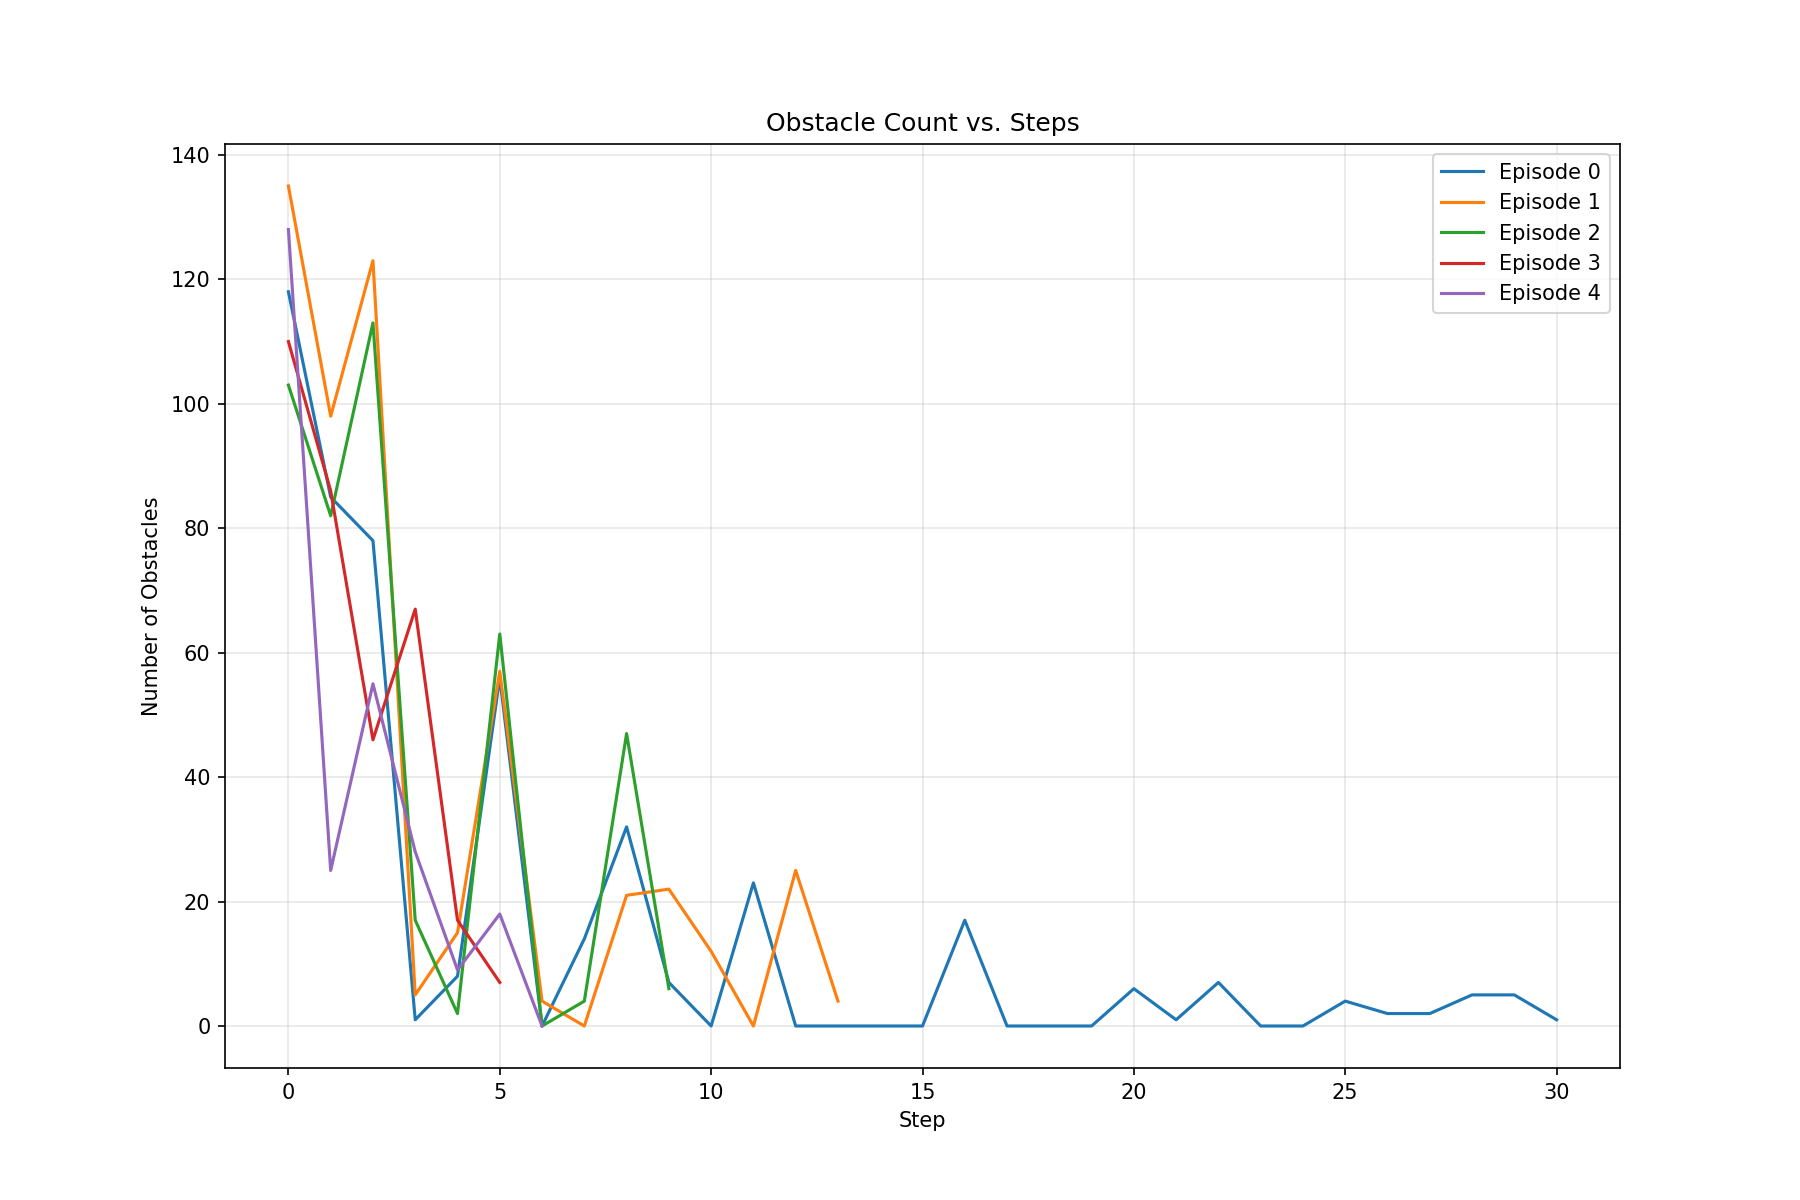 Obstacle Count vs. Steps
140
120
100
80
60
40
20
0
Number of Obstacles
0 5 10 15 20 25 30
Step
Episode 0
Episode 1
Episode 2
Episode 3
Episode 4